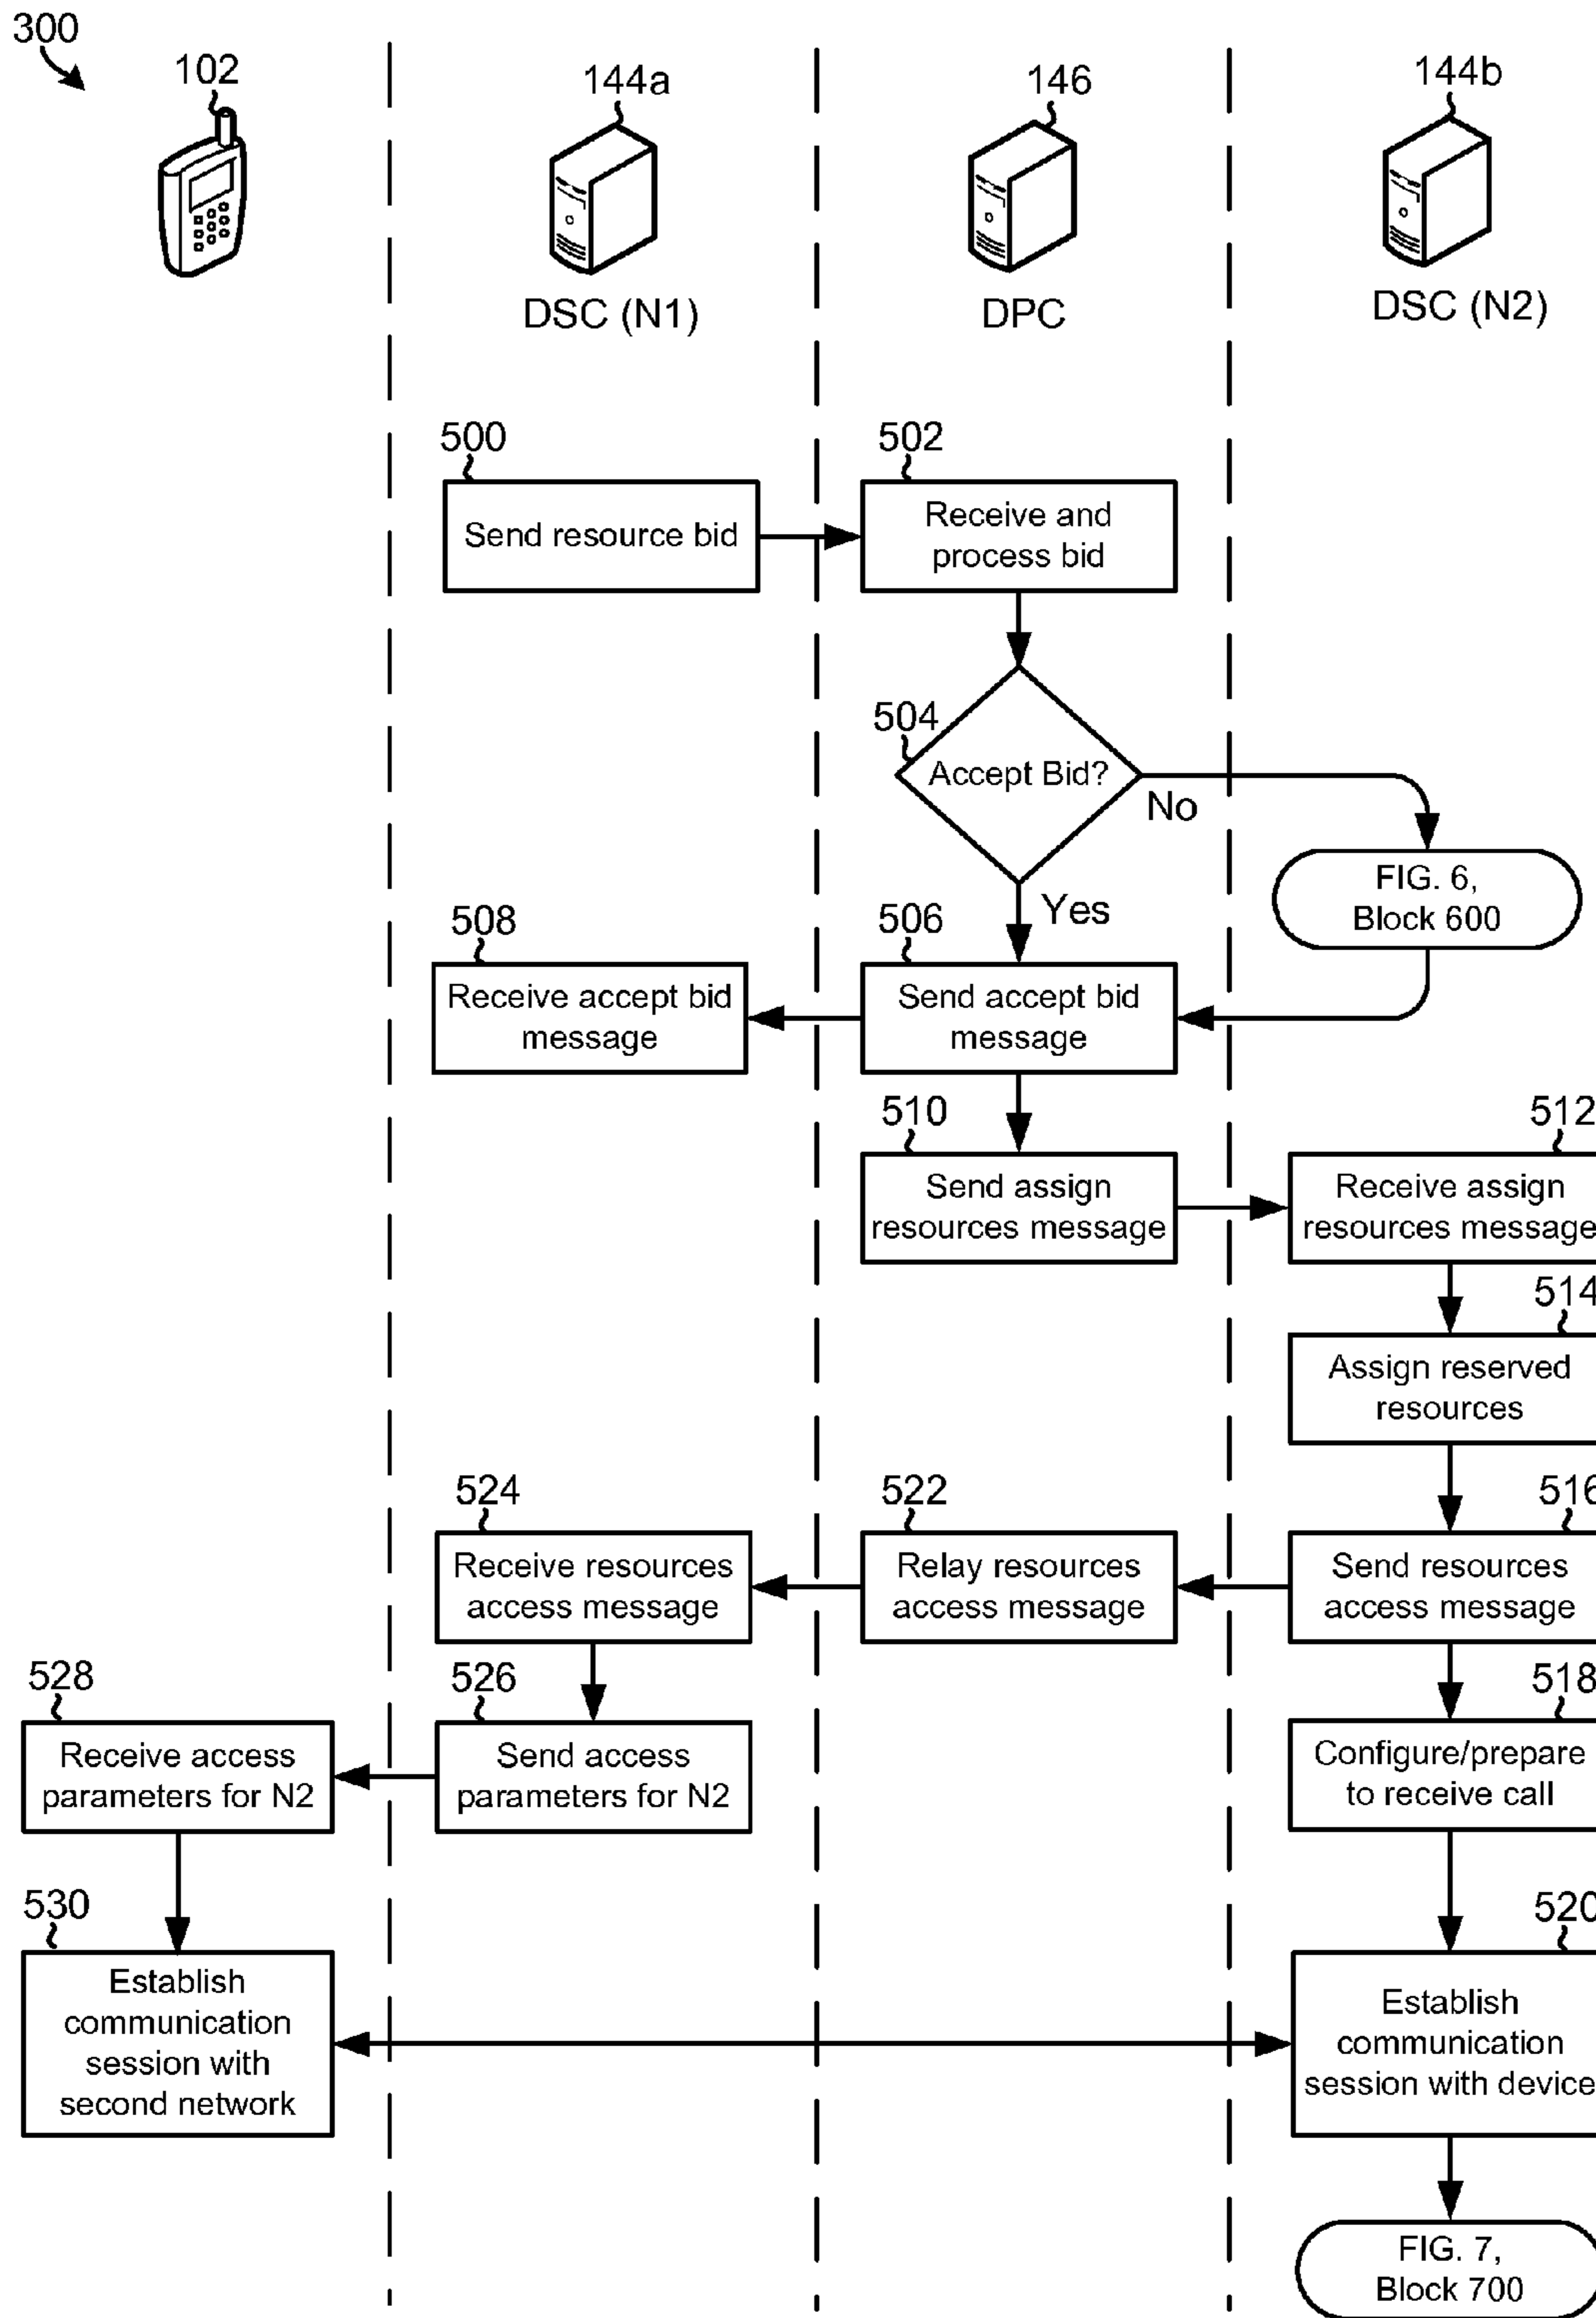 300
102
144a
146
144b
DSC (N1)
DPC
DSC (N2)
500
502
Send resource bid
Receive and
process bid
504
Accept Bid?
No
Yes
FIG. 6,
Block 600
508
506
Receive accept bid
message
Send accept bid
message
510
512
Send assign
resources message
Receive assign
resources message
514
Assign reserved
resources
524
522
516
Receive resources
access message
Relay resources
access message
Send resources
access message
528
526
518
Receive access
parameters for N2
Send access
parameters for N2
Configure/prepare
to receive call
530
520
Establish
communication
session with
second network
Establish
communication
session with device
FIG. 7,
Block 700